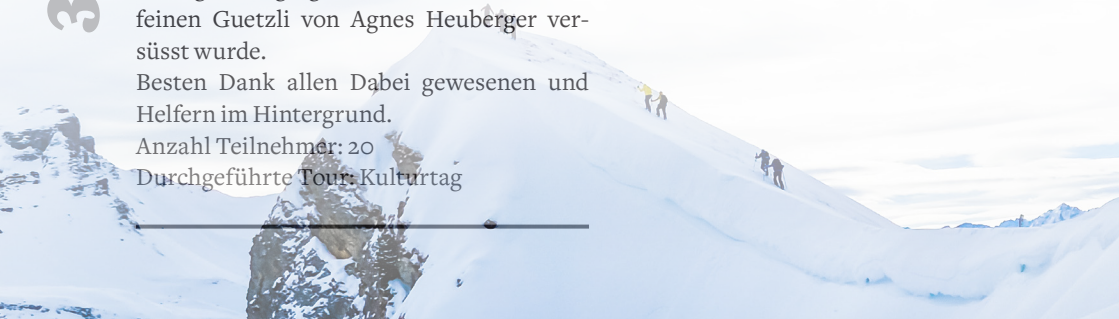 3
feinen Guetzli von Agnes Heuberger ver-
süsst wurde.
Besten Dank allen Dabei gewesenen und
Helfern im Hintergrund.
Anzahl Teilnehmer: 20
Durchgeführte Tour: Kulturtag